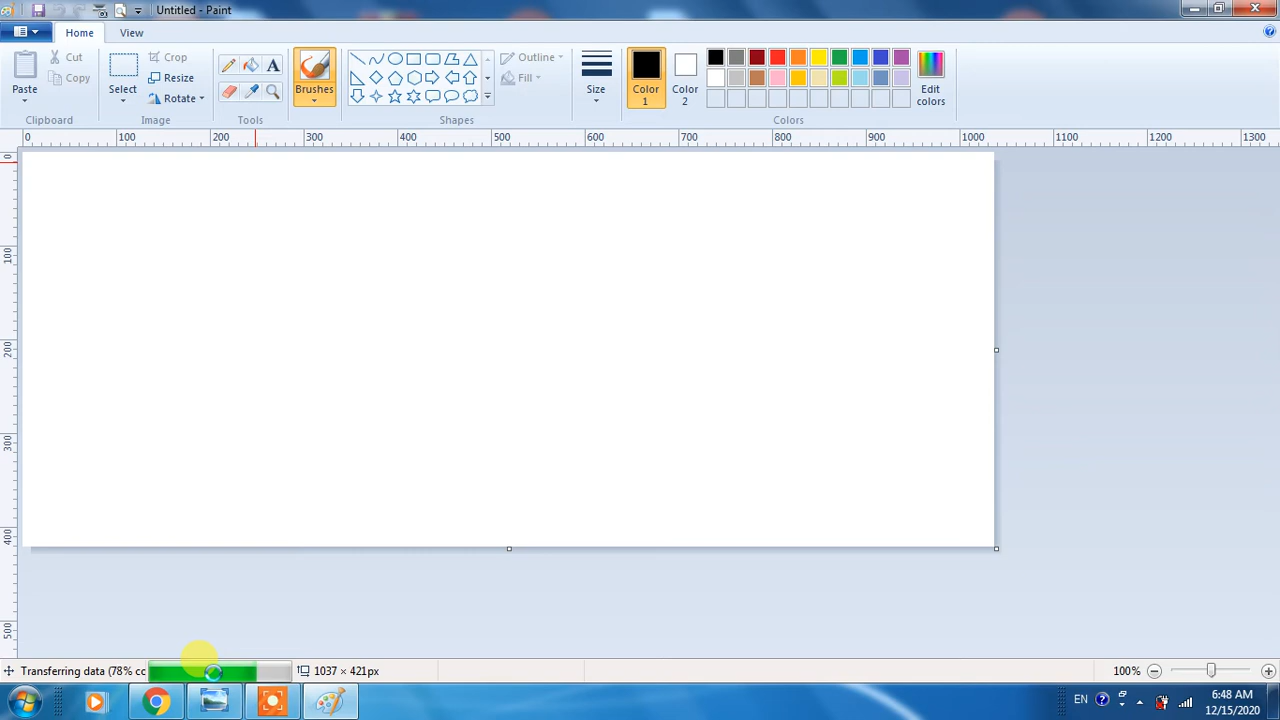 Untitled - Paint
Home View
Paste
Cut
Copy
Clipboard
Select
Crop
Resize
Rotate
Image
A
Tools
Brushes
Shapes
Outline
Fill
Size
Color 1
Color 2
Edit colors
Colors
0 100 200 300 400 500 600 700 800 900 1000 1100 1200 1300
0
100
200
300
400
500
Transferring data (78% cc
1037 × 421px
100%
EN
6:48 AM
12/15/2020